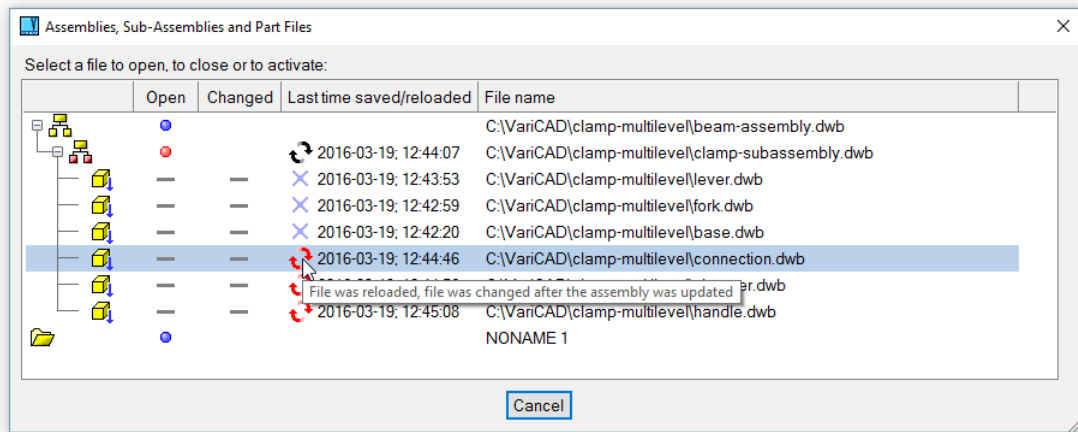 Assemblies, Sub-Assemblies and Part Files
Select a file to open, to close or to activate:
Open Changed Last time saved/reloaded File name
C:\VariCAD\clamp-multilevel\beam-assembly.dwb
2016-03-19; 12:44:07 C:\VariCAD\clamp-multilevel\clamp-subassembly.dwb
2016-03-19; 12:43:53 C:\VariCAD\clamp-multilevel\lever.dwb
2016-03-19; 12:42:59 C:\VariCAD\clamp-multilevel\fork.dwb
2016-03-19; 12:42:20 C:\VariCAD\clamp-multilevel\base.dwb
2016-03-19; 12:44:46 C:\VariCAD\clamp-multilevel\connection.dwb
er.dwb
File was reloaded, file was changed after the assembly was updated
2016-03-19; 12:45:08 C:\VariCAD\clamp-multilevel\handle.dwb
NONAME 1
Cancel